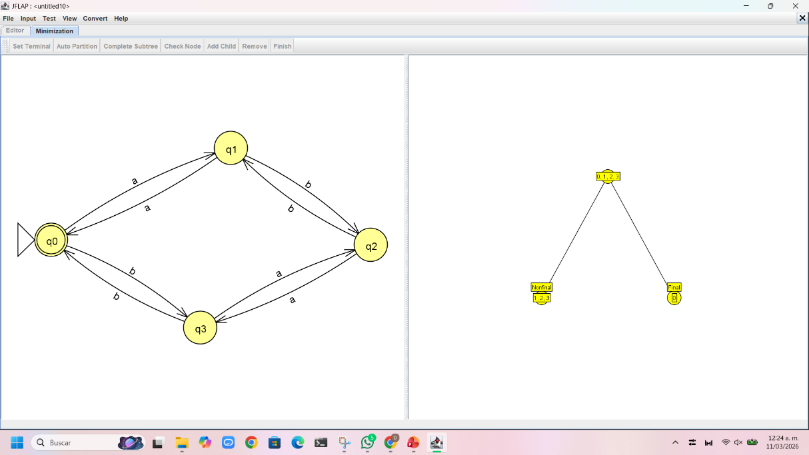 JFLAP : <untitled10>
File Input Test View Convert Help
Editor Minimization
Set Terminal Auto Partition Complete Subtree Check Node Add Child Remove Finish
q1
a
a
b
b
q0
q2
b
b
a
a
q3
0, 1, 2, 3
Nonfinal
1, 2, 3
Final
0
Buscar
12:24 a. m.
11/03/2026